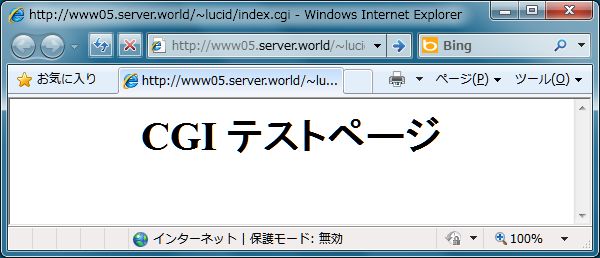 http://www05.server.world/~lucid/index.cgi - Windows Internet Explorer
http://www05.server.world/~lucid
Bing
お気に入り
http://www05.server.world/~lu...
ページ(P)
ツール(O)
CGI テストページ
インターネット | 保護モード: 無効
100%